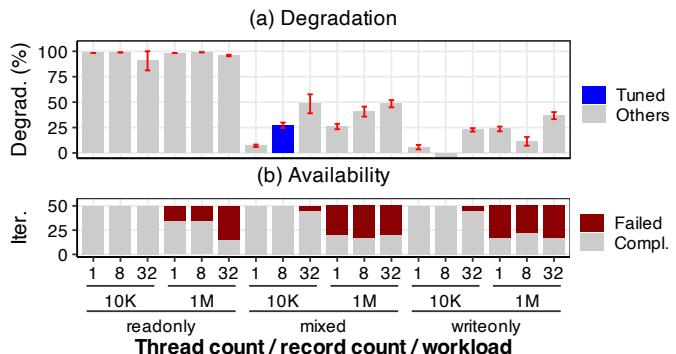 (a) Degradation
Degrad. (%)
100
75
50
25
0
Tuned
Others
(b) Availability
Iter.
50
25
0
Failed
Compl.
1 8 32 1 8 32 1 8 32 1 8 32 1 8 32 1 8 32
10K 1M 10K 1M 10K 1M
readonly mixed writeonly
Thread count / record count / workload